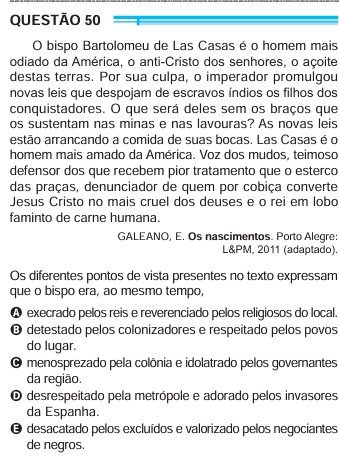 QUESTÃO 50
O bispo Bartolomeu de Las Casas é o homem mais
odiado da América, o anti-Cristo dos senhores, o açoite
destas terras. Por sua culpa, o imperador promulgou
novas leis que despojam de escravos índios os filhos dos
conquistadores. O que será deles sem os braços que
os sustentam nas minas e nas lavouras? As novas leis
estão arrancando a comida de suas bocas. Las Casas é o
homem mais amado da América. Voz dos mudos, teimoso
defensor dos que recebem pior tratamento que o esterco
das praças, denunciador de quem por cobiça converte
Jesus Cristo no mais cruel dos deuses e o rei em lobo
faminto de carne humana.
GALEANO, E. Os nascimentos. Porto Alegre:
L&PM, 2011 (adaptado).
Os diferentes pontos de vista presentes no texto expressam
que o bispo era, ao mesmo tempo,
A execrado pelos reis e reverenciado pelos religiosos do local.
B detestado pelos colonizadores e respeitado pelos povos
do lugar.
C menosprezado pela colônia e idolatrado pelos governantes
da região.
D desrespeitado pela metrópole e adorado pelos invasores
da Espanha.
E desacatado pelos excluídos e valorizado pelos negociantes
de negros.